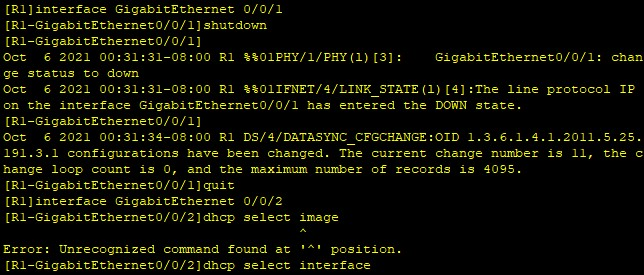 [R1]interface GigabitEthernet 0/0/1
[R1-GigabitEthernet0/0/1]shutdown
[R1-GigabitEthernet0/0/1]
Oct  6 2021 00:31:31-08:00 R1 %%01PHY/1/PHY(l)[3]:    GigabitEthernet0/0/1: chan
ge status to down
Oct  6 2021 00:31:31-08:00 R1 %%01IFNET/4/LINK_STATE(l)[4]:The line protocol IP
on the interface GigabitEthernet0/0/1 has entered the DOWN state.
[R1-GigabitEthernet0/0/1]
Oct  6 2021 00:31:34-08:00 R1 DS/4/DATASYNC_CFGCHANGE:OID 1.3.6.1.4.1.2011.5.25.
191.3.1 configurations have been changed. The current change number is 11, the c
hange loop count is 0, and the maximum number of records is 4095.
[R1-GigabitEthernet0/0/1]quit
[R1]interface GigabitEthernet 0/0/2
[R1-GigabitEthernet0/0/2]dhcp select image
                                      ^
Error: Unrecognized command found at '^' position.
[R1-GigabitEthernet0/0/2]dhcp select interface